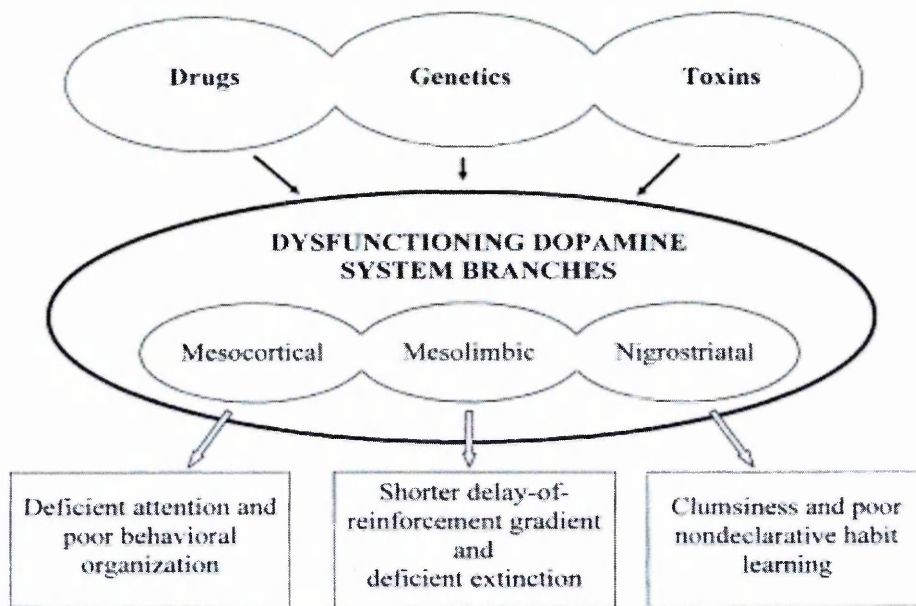 Drugs
Genetics
Toxins
DYSFUNCTIONING DOPAMINE
SYSTEM BRANCHES
Mesocortical
Mesolimbic
Nigrostriatal
Deficient attention and
poor behavioral
organization
Shorter delay-of-
reinforcement gradient
and
deficient extinction
Clumsiness and poor
nondeclarative habit
learning